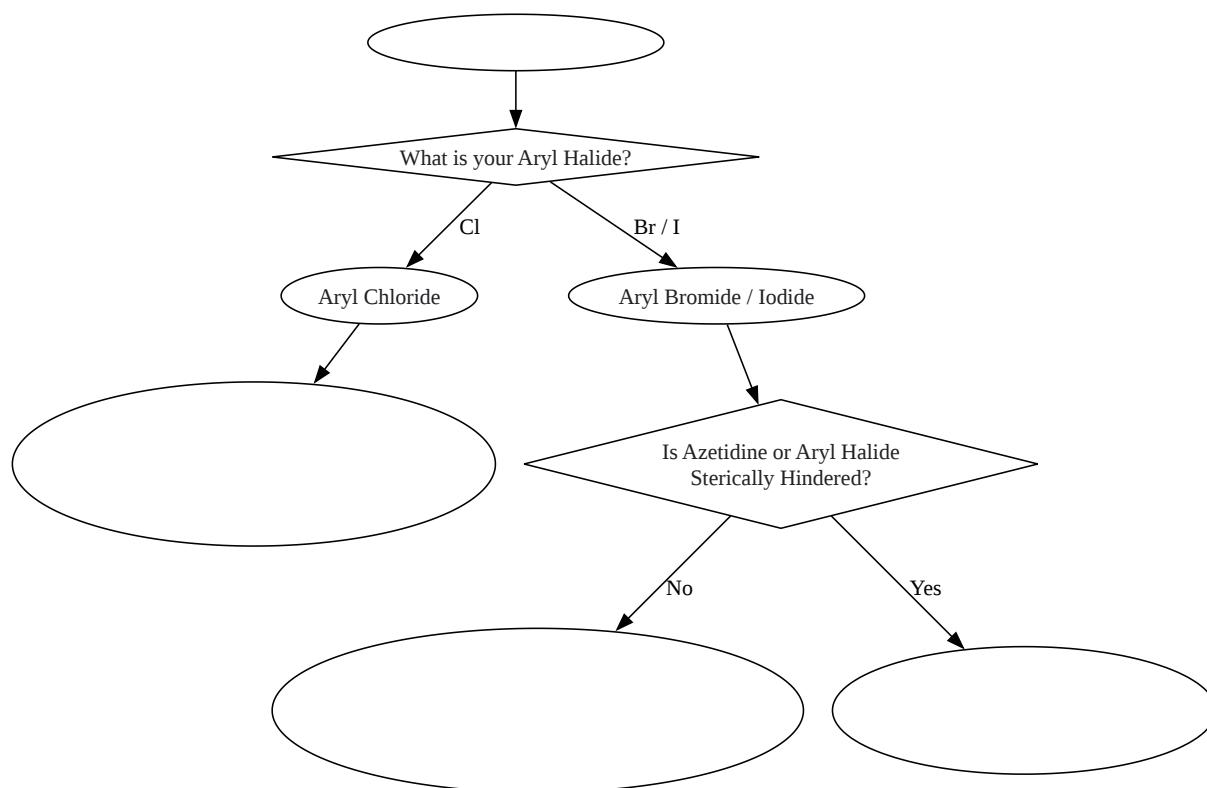 What is your Aryl Halide?
Cl
Br / I
Aryl Chloride
Aryl Bromide / Iodide
Is Azetidine or Aryl Halide
Sterically Hindered?
No
Yes